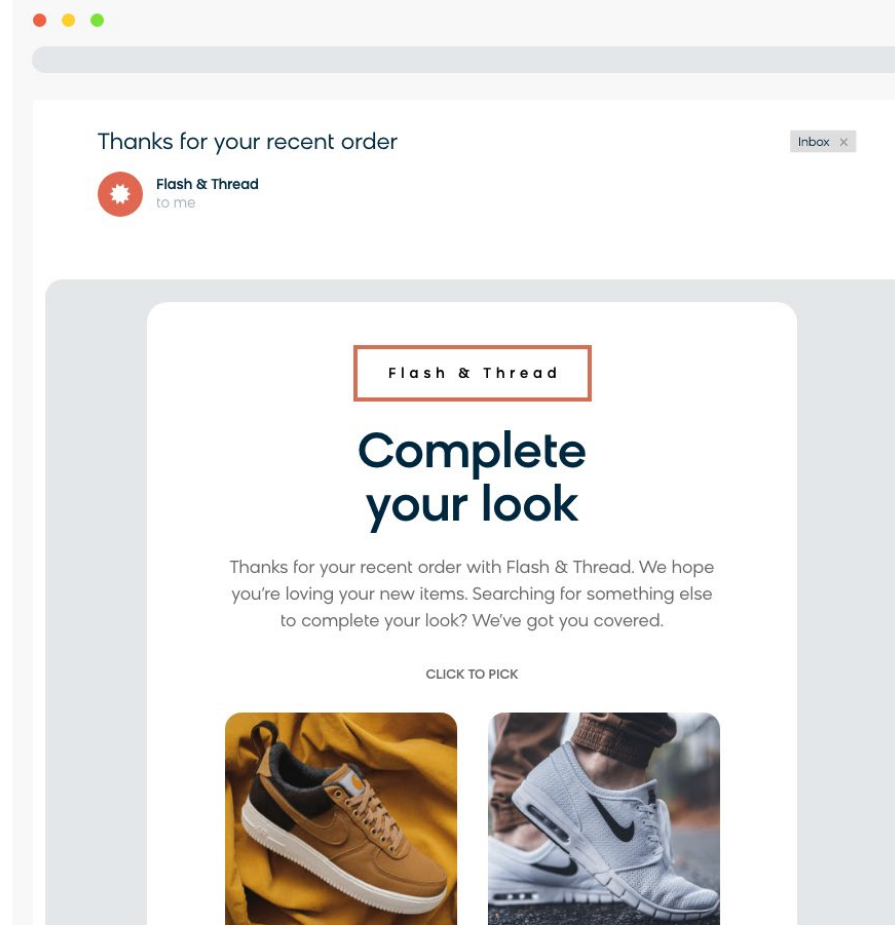 Thanks for your recent order
Inbox ×
Flash & Thread
to me
Flash & Thread
Complete
your look
Thanks for your recent order with Flash & Thread. We hope
you’re loving your new items. Searching for something else
to complete your look? We’ve got you covered.
CLICK TO PICK